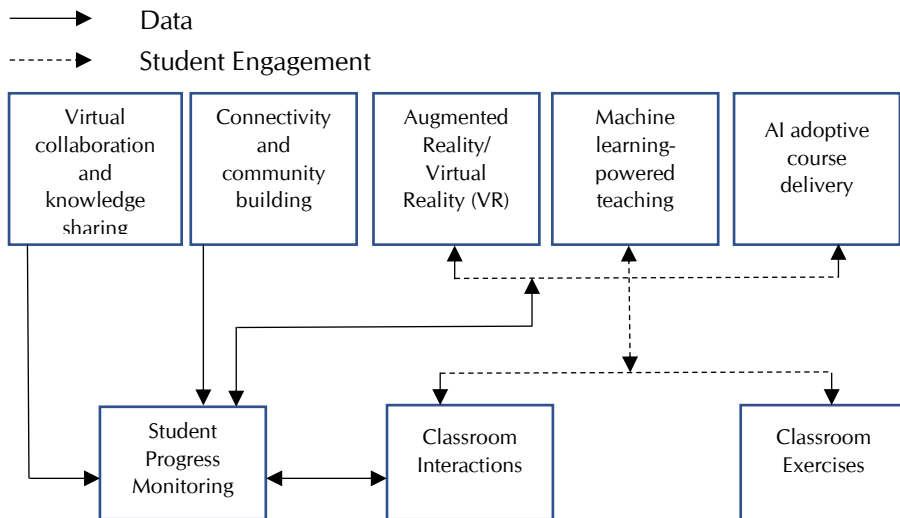 Data
Student Engagement
Virtual
collaboration
and
knowledge
sharing
Connectivity
and
community
building
Augmented
Reality/
Virtual
Reality (VR)
Machine
learning-
powered
teaching
AI adoptive
course
delivery
Student
Progress
Monitoring
Classroom
Interactions
Classroom
Exercises